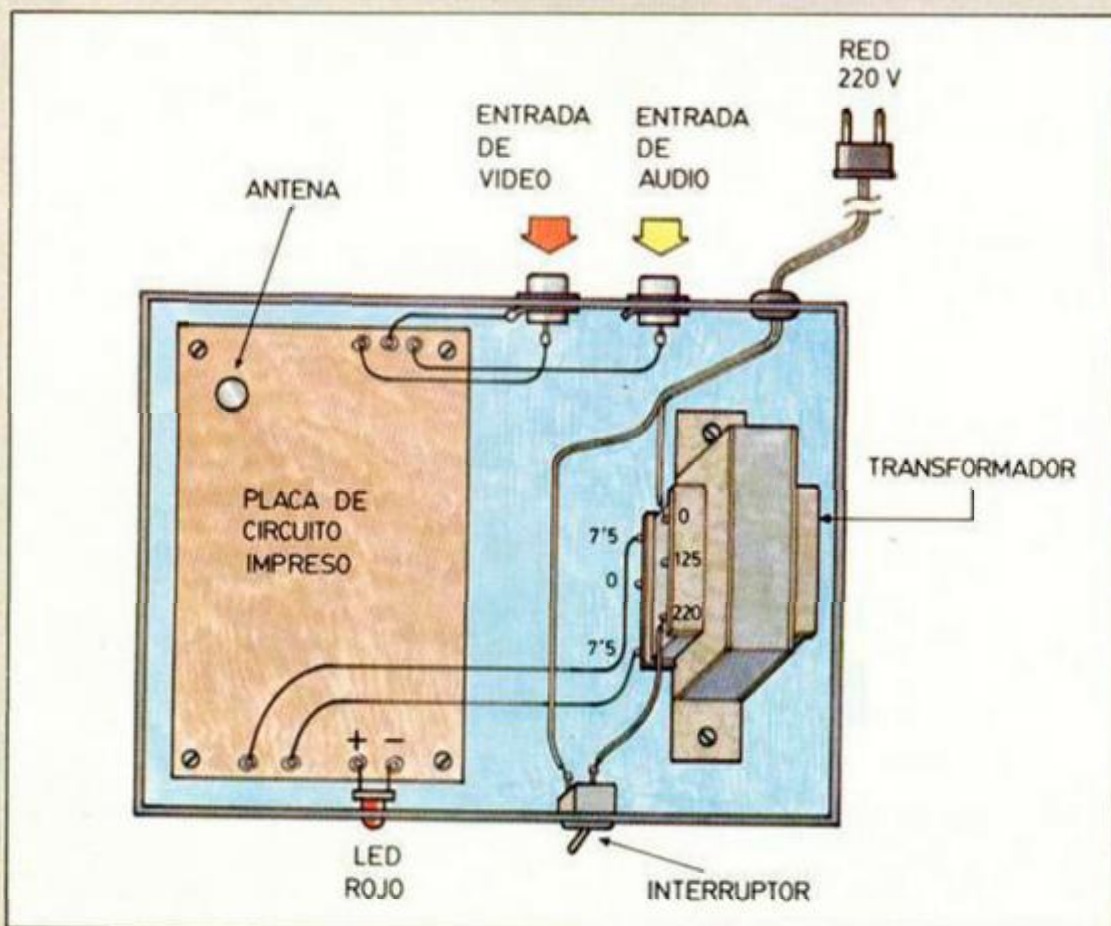 RED
220 V
ENTRADA
DE
VIDEO
ENTRADA
DE
AUDIO
ANTENA
TRANSFORMADOR
PLACA DE
CIRCUITO
IMPRESO
7'5
0
7'5
0
125
220
+ -
LED
ROJO
INTERRUPTOR